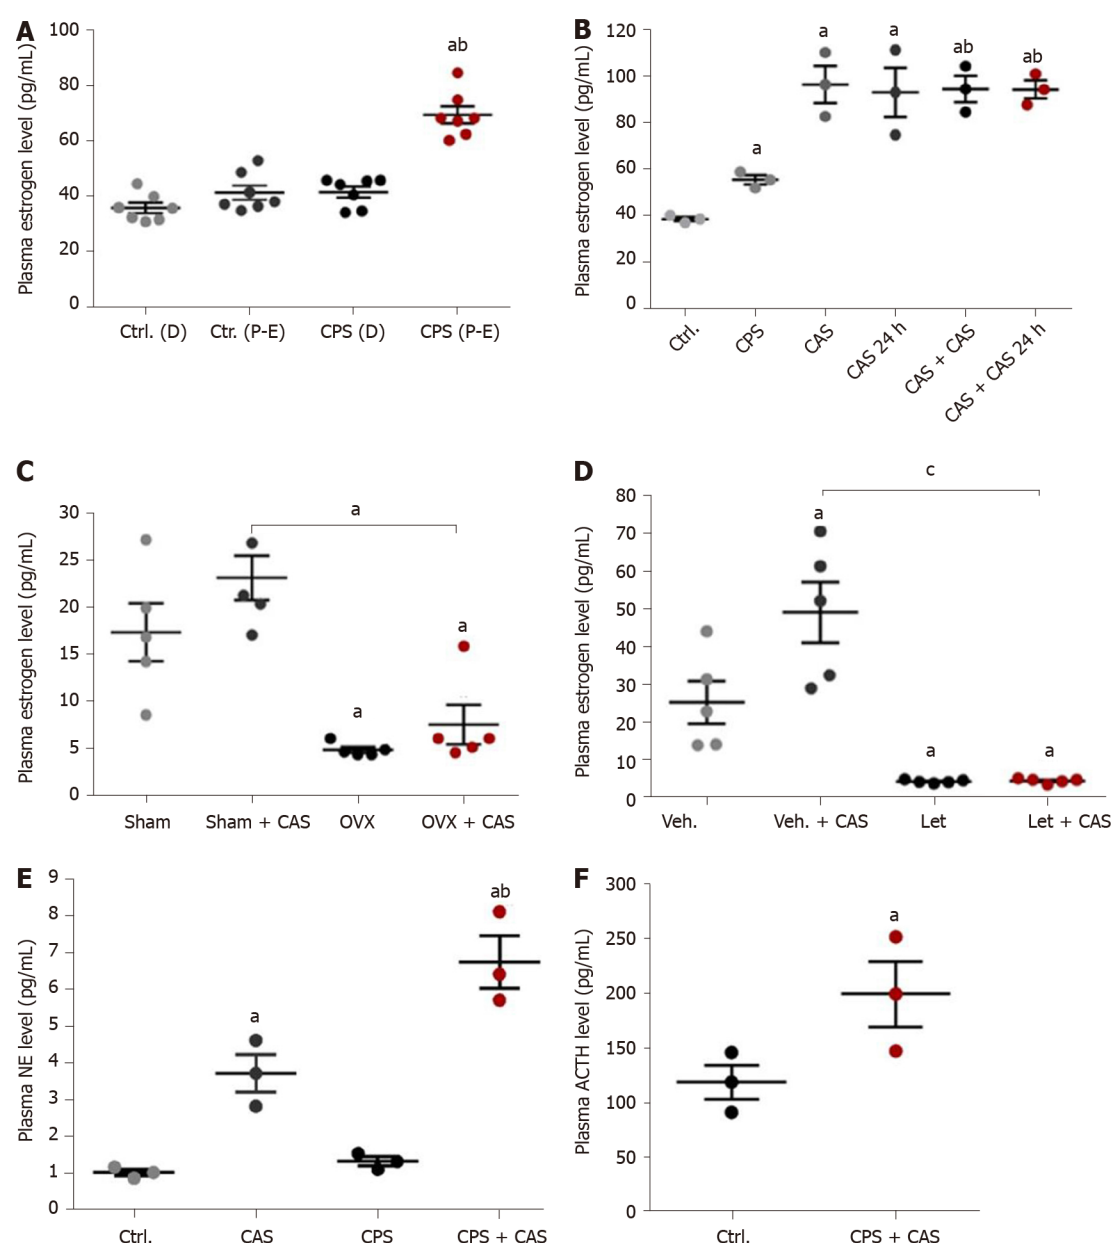 A
Plasma estrogen level (pg/mL)
100
80
60
40
20
0
ab
Ctrl. (D)
Ctr. (P-E)
CPS (D)
CPS (P-E)
B
Plasma estrogen level (pg/mL)
120
100
80
60
40
20
0
a
a
a
ab
ab
Ctrl.
CPS
CAS
CAS 24 h
CAS + CAS
CAS + CAS 24 h
C
Plasma estrogen level (pg/mL)
30
25
20
15
10
5
0
a
a
a
Sham
Sham + CAS
OVX
OVX + CAS
D
Plasma estrogen level (pg/mL)
80
70
60
50
40
30
20
10
0
c
a
a
a
Veh.
Veh. + CAS
Let
Let + CAS
E
Plasma NE level (pg/mL)
9
8
7
6
5
4
3
2
1
0
a
ab
Ctrl.
CAS
CPS
CPS + CAS
F
Plasma ACTH level (pg/mL)
300
250
200
150
100
50
0
a
Ctrl.
CPS + CAS